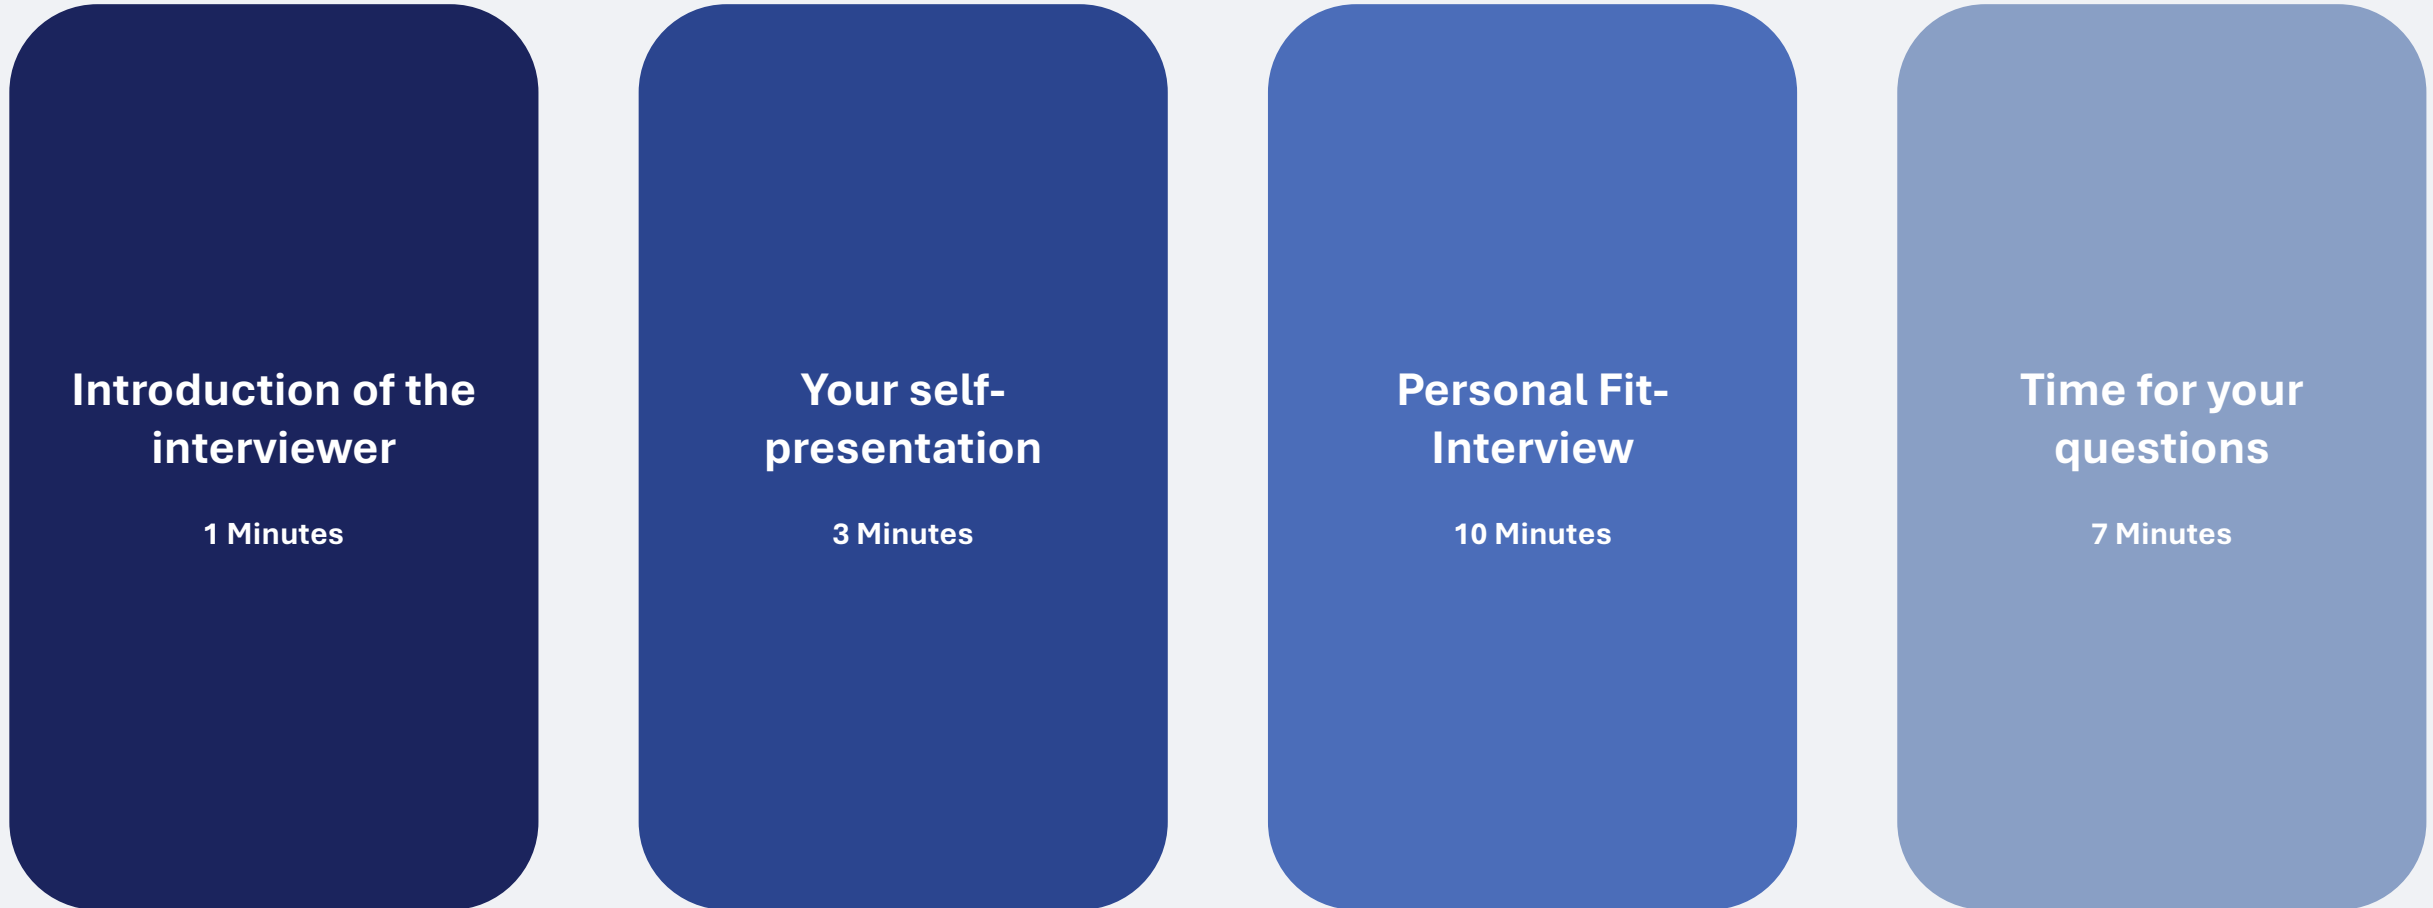 Introduction of the
interviewer
1 Minutes
Your self-
presentation
3 Minutes
Personal Fit-
Interview
10 Minutes
Time for your
questions
7 Minutes